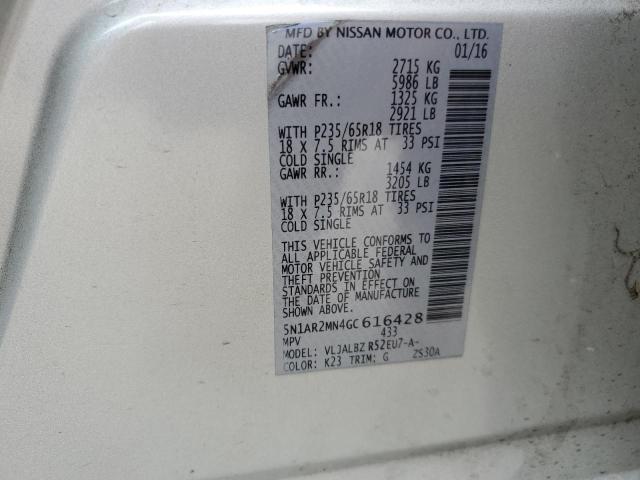 MFD BY NISSAN MOTOR CO., LTD.
DATE: 01/16
GVWR: 2715 KG
5986 LB
GAWR FR.: 1325 KG
2921 LB
WITH P235/65R18 TIRES
18 X 7.5 RIMS AT 33 PSI
COLD SINGLE
GAWR RR.: 1454 KG
3205 LB
WITH P235/65R18 TIRES
18 X 7.5 RIMS AT 33 PSI
COLD SINGLE
THIS VEHICLE CONFORMS TO
ALL APPLICABLE FEDERAL
MOTOR VEHICLE SAFETY AND
THEFT PREVENTION
STANDARDS IN EFFECT ON
THE DATE OF MANUFACTURE
SHOWN ABOVE.
5N1AR2MN4GC616428
MPV 433
MODEL: VLJALBZ R52EU7-A-
COLOR: K23 TRIM: G ZS30A